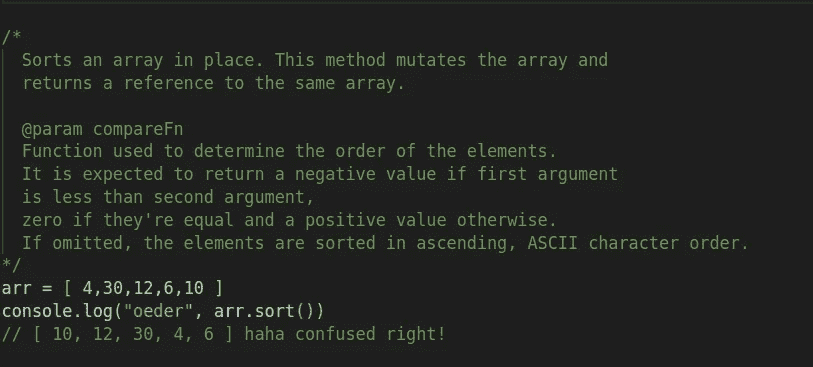 /*
Sorts an array in place. This method mutates the array and
returns a reference to the same array.
@param compareFn
Function used to determine the order of the elements.
It is expected to return a negative value if first argument
is less than second argument,
zero if they're equal and a positive value otherwise.
If omitted, the elements are sorted in ascending, ASCII character order.
*/
arr = [ 4,30,12,6,10 ]
console.log("oeder", arr.sort())
// [ 10, 12, 30, 4, 6 ] haha confused right!